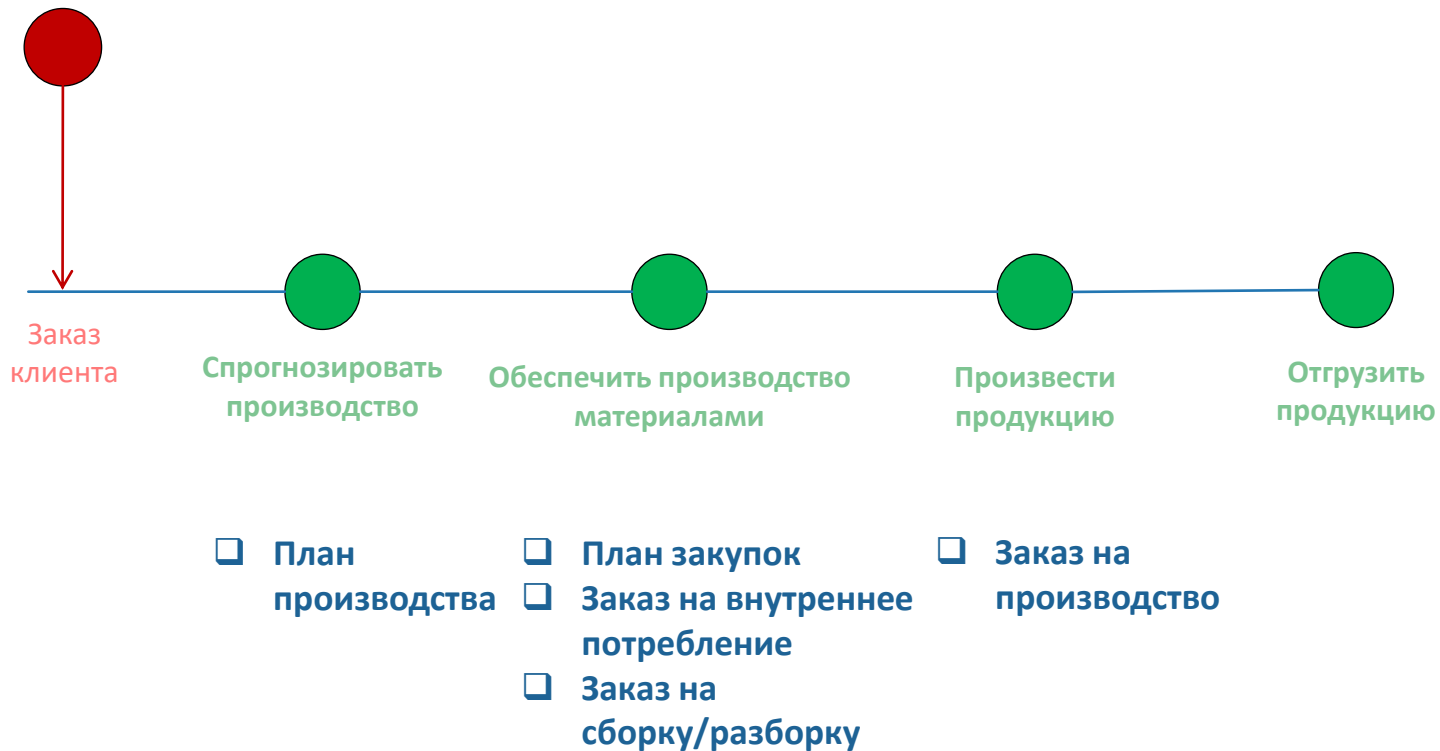 Заказ
клиента
Спрогнозировать
производство
Обеспечить производство
материалами
Произвести
продукцию
Отгрузить
продукцию
❑ План
производства
❑ План закупок
❑ Заказ на внутреннее
потребление
❑ Заказ на
сборку/разборку
❑ Заказ на
производство